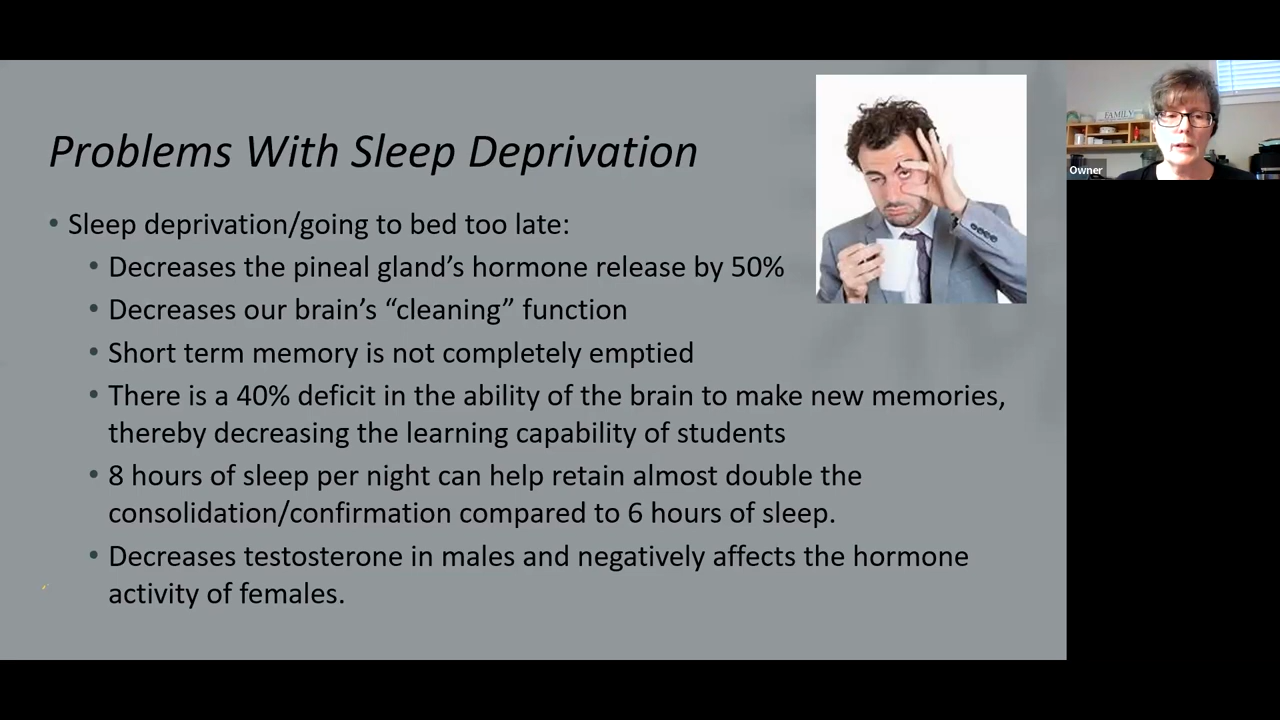 Problems With Sleep Deprivation
• Sleep deprivation/going to bed too late:
• Decreases the pineal gland’s hormone release by 50%
• Decreases our brain’s “cleaning” function
• Short term memory is not completely emptied
• There is a 40% deficit in the ability of the brain to make new memories,
thereby decreasing the learning capability of students
• 8 hours of sleep per night can help retain almost double the
consolidation/confirmation compared to 6 hours of sleep.
• Decreases testosterone in males and negatively affects the hormone
activity of females.
FAMILY
Owner